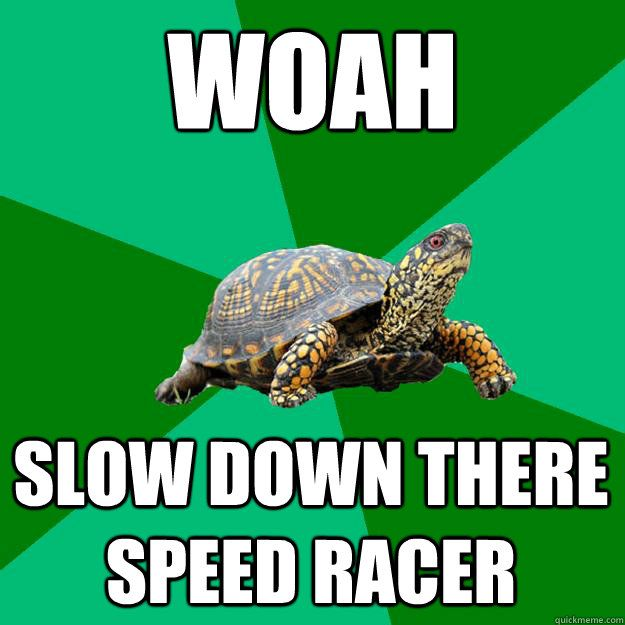 WOAH
SLOW DOWN THERE
SPEED RACER
quickmeme.com